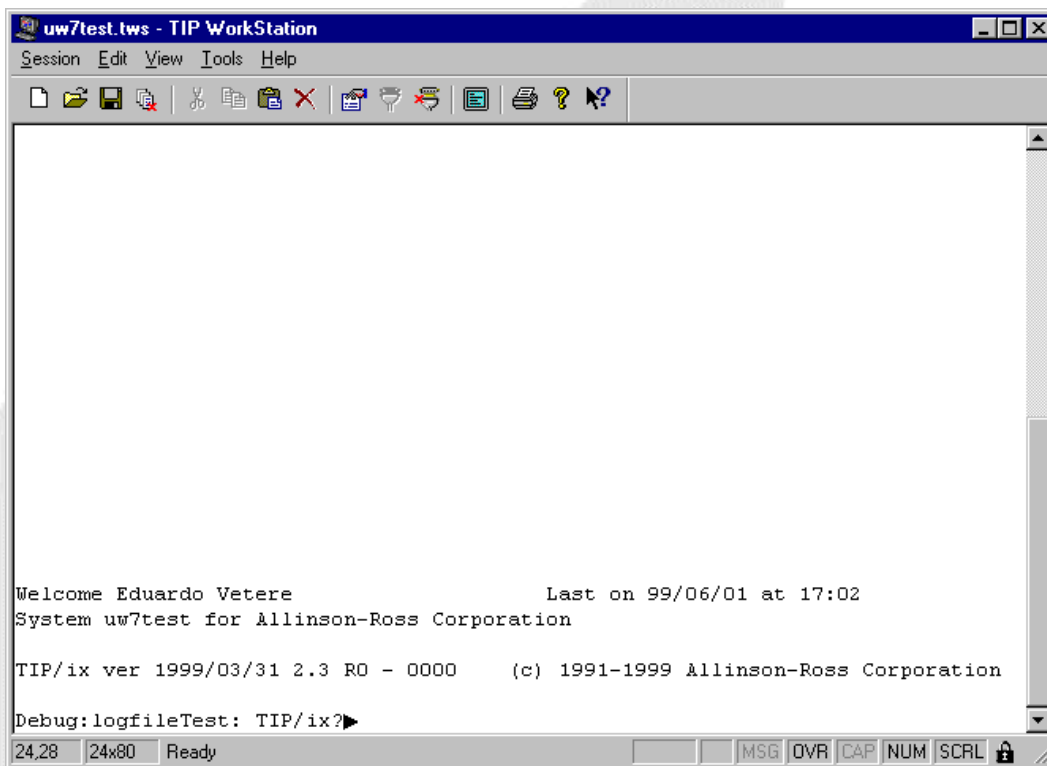 uw7test.tws - TIP WorkStation
Session Edit View Tools Help
Welcome Eduardo Vetere Last on 99/06/01 at 17:02
System uw7test for Allinson-Ross Corporation
TIP/ix ver 1999/03/31 2.3 R0 - 0000 (c) 1991-1999 Allinson-Ross Corporation
Debug:logfileTest: TIP/ix?►
24,28 24x80 Ready MSG OVR CAP NUM SCRL